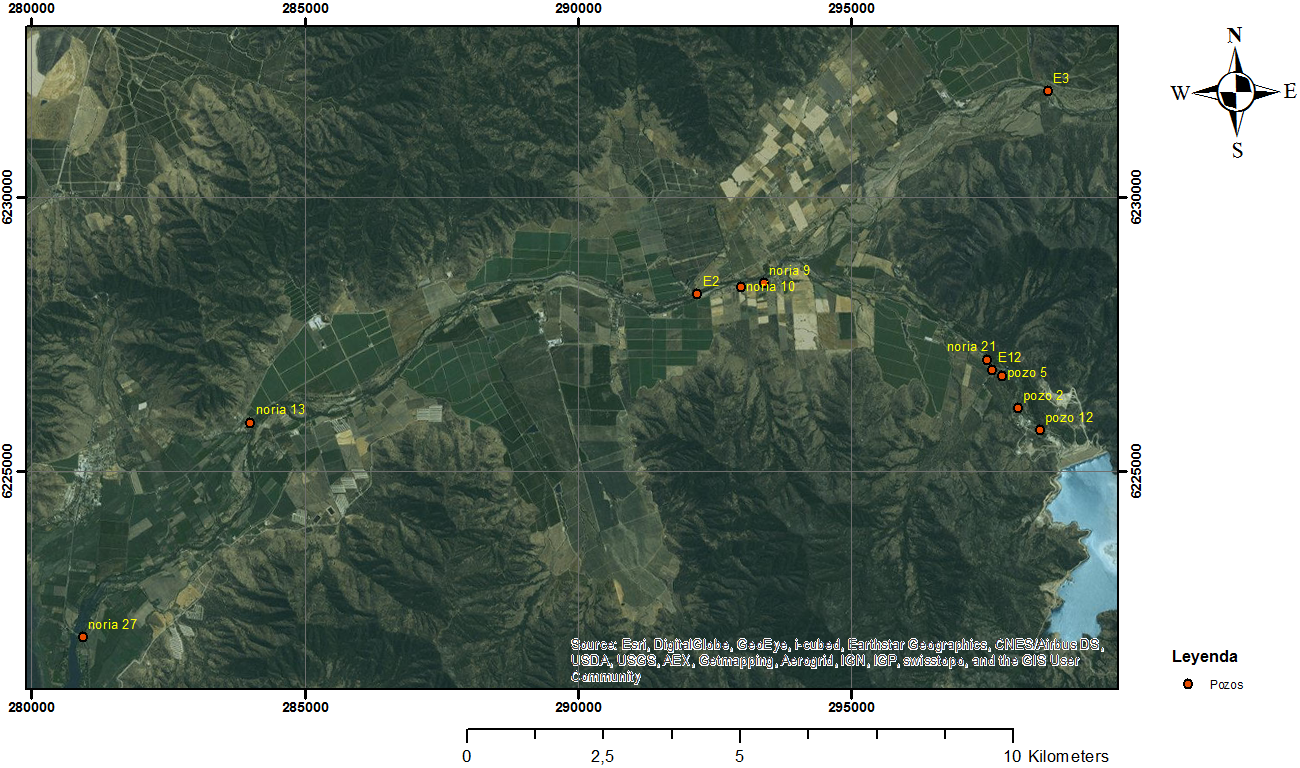 280000 285000 290000 295000
N
W E
S
E3
6230000 6230000
noria 9
E2
noria 10
noria 21
E12
pozo 5
pozo 2
noria 13
pozo 12
6225000 6225000
noria 27
Source: Esri, DigitalGlobe, GeoEye, i-cubed, Earthstar Geographics, CNES/Airbus DS,
USDA, USGS, AEX, Getmapping, Aerogrid, IGN, IGP, swisstopo, and the GIS User
Community
Leyenda
Pozos
280000 285000 290000 295000
0 2,5 5 10 Kilometers